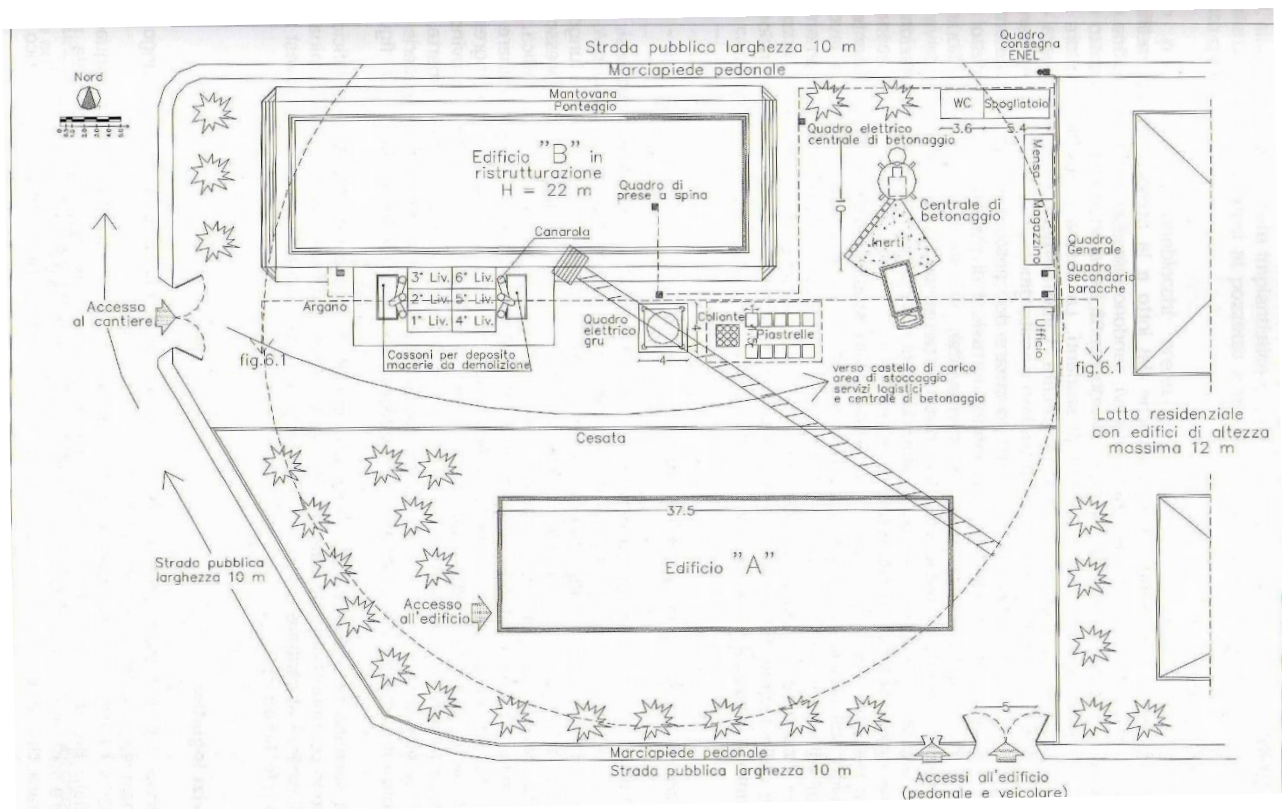 Strada pubblica larghezza 10 m
Marciapiede pedonale
Quadro
consegna
ENEL
Nord
Mantovana
Ponteggio
WC
Spogliatoio
3.6
5.4
Quadro elettrico
centrale di betonaggio
Edificio "B" in
ristrutturazione
H = 22 m
Quadro di
prese a spina
10
Mensa
Magazzino
Centrale di
betonaggio
Inerti
Canarola
Quadro
Generale
Quadro
secondario
baracche
Accesso
al cantiere
Argano
3° Liv.
6° Liv.
2° Liv.
5° Liv.
1° Liv.
4° Liv.
Quadro
elettrico
gru
4
4
Collante
Piastrelle
Ufficio
fig.6.1
fig.6.1
Cassoni per deposito
macerie da demolizione
verso castello di carico
area di stoccaggio
servizi logistici
e centrale di betonaggio
Lotto residenziale
con edifici di altezza
massima 12 m
Cesata
37.5
Edificio "A"
Strada pubblica
larghezza 10 m
Accesso
all'edificio
5
Marciapiede pedonale
Strada pubblica larghezza 10 m
Accessi all'edificio
(pedonale e veicolare)